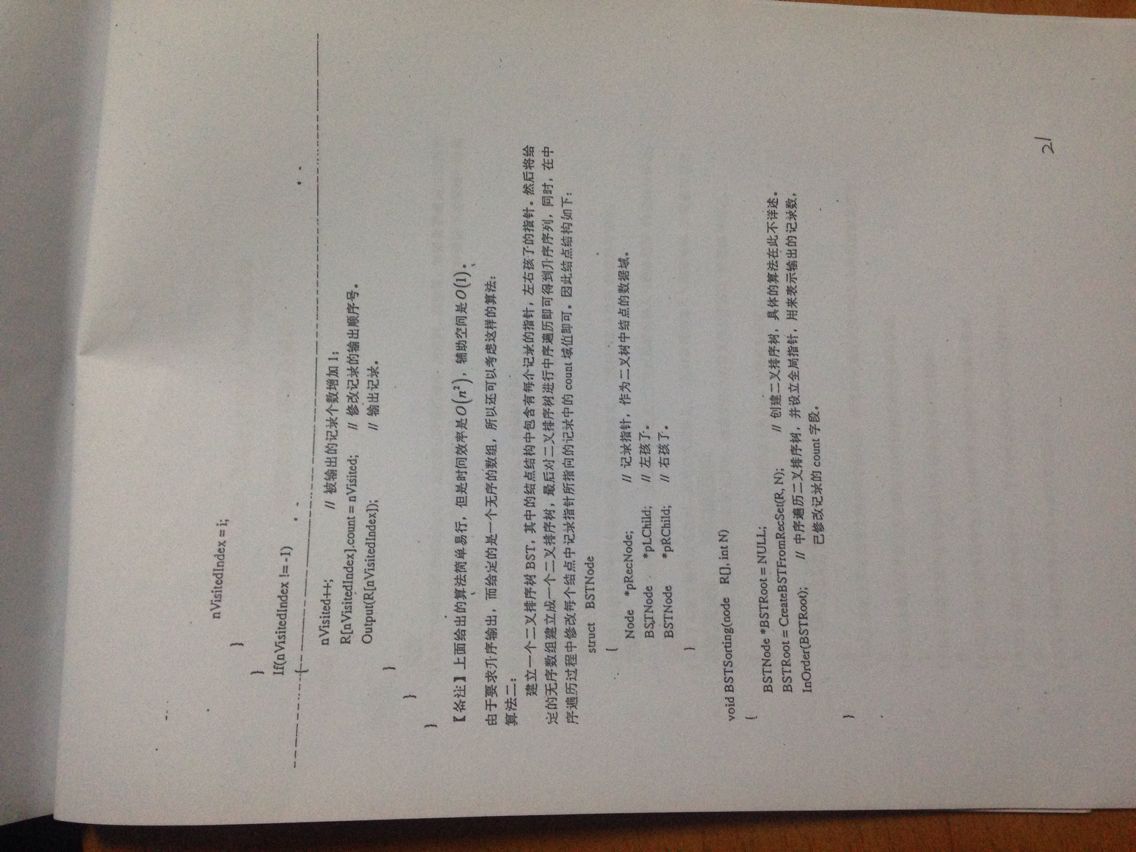 nVisitedIndex = i;
}
}
If(nVisitedIndex != -1)
{
nVisited++; // 被输出的记录个数增加 1;
R[nVisitedIndex].count = nVisited; // 修改记录的输出顺序号。
Output(R[nVisitedIndex]); // 输出记录。
}
}
}
【备注】上面给出的算法简单易行，但是时间效率是O(n²)，辅助空间是O(1)。
由于要求升序输出，而给定的是一个无序的数组，所以还可以考虑这样的算法：
算法二：
建立一个二叉排序树 BST，其中的结点结构中包含有每个记录的指针，左右孩子的指针。然后将给
定的无序数组建立成一个二叉排序树，最后对二叉排序树进行中序遍历即可得到升序序列，同时，在中
序遍历过程中修改每个结点中记录指针所指向的记录中的 count 域值即可。因此结点结构如下：
struct BSTNode
{
Node *pRecNode; // 记录指针，作为二叉树中结点的数据域。
BSTNode *pLChild; // 左孩子。
BSTNode *pRChild; // 右孩子。
}
void BSTSorting(node R[], int N)
{
BSTNode *BSTRoot = NULL;
BSTRoot = CreateBSTFromRecSet(R, N); // 创建二叉排序树，具体的算法在此不详述。
InOrder(BSTRoot); // 中序遍历二叉排序树，并设立全局指针，用来表示输出的记录数，
已修改记录的 count 字段。
}
21